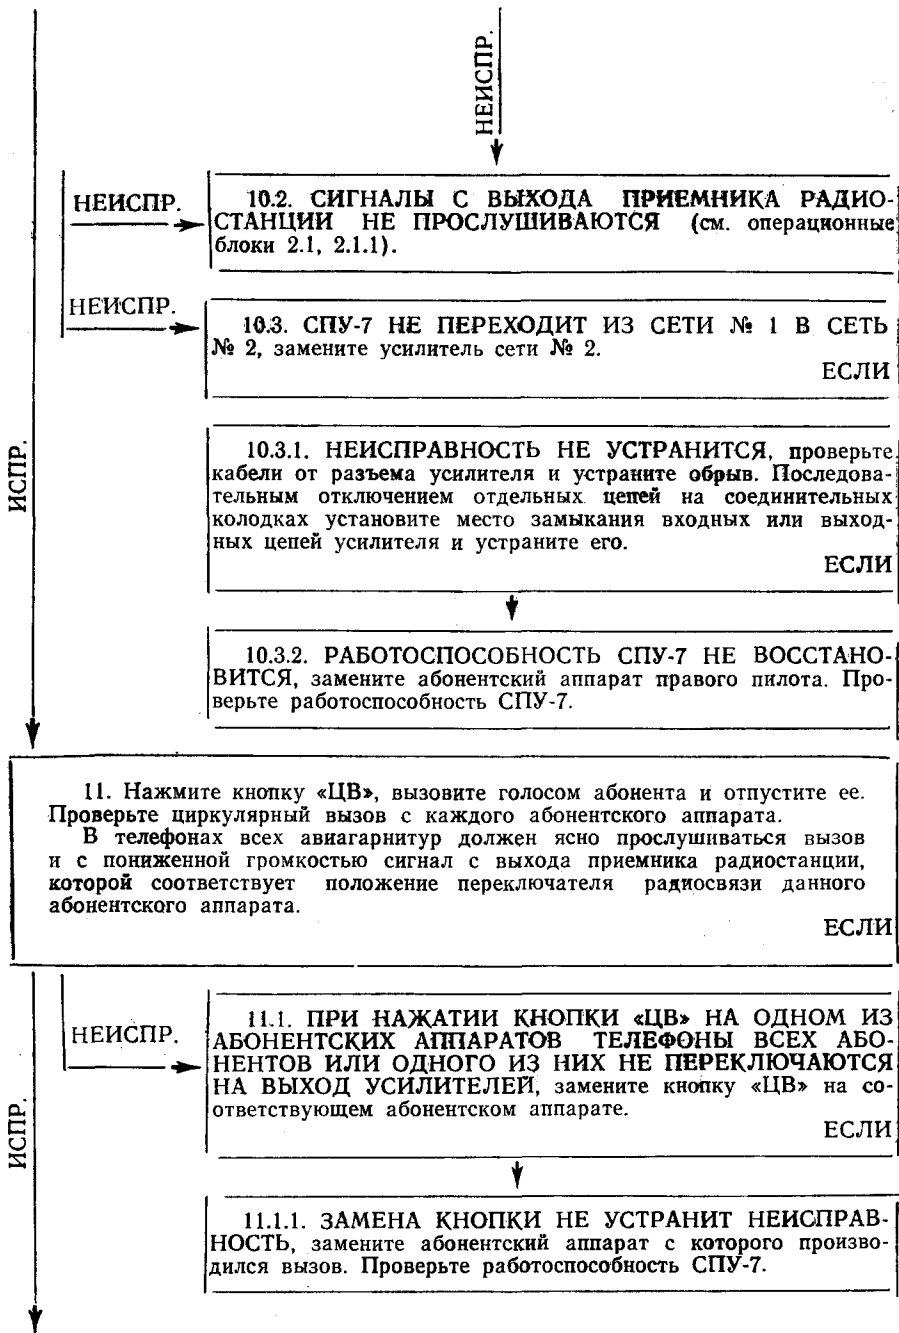 НЕИСПР.
НЕИСПР.
10.2. СИГНАЛЫ С ВЫХОДА ПРИЕМНИКА РАДИО-
СТАНЦИИ НЕ ПРОСЛУШИВАЮТСЯ (см. операционные
блоки 2.1, 2.1.1).
НЕИСПР.
10.3. СПУ-7 НЕ ПЕРЕХОДИТ ИЗ СЕТИ № 1 В СЕТЬ
№ 2, замените усилитель сети № 2.
ЕСЛИ
ИСПР.
10.3.1. НЕИСПРАВНОСТЬ НЕ УСТРАНИТСЯ, проверьте
кабели от разъема усилителя и устраните обрыв. Последова-
тельным отключением отдельных цепей на соединительных
колодках установите место замыкания входных или выход-
ных цепей усилителя и устраните его.
ЕСЛИ
10.3.2. РАБОТОСПОСОБНОСТЬ СПУ-7 НЕ ВОССТАНО-
ВИТСЯ, замените абонентский аппарат правого пилота. Про-
верьте работоспособность СПУ-7.
11. Нажмите кнопку «ЦВ», вызовите голосом абонента и отпустите ее.
Проверьте циркулярный вызов с каждого абонентского аппарата.
В телефонах всех авиагарнитур должен ясно прослушиваться вызов
и с пониженной громкостью сигнал с выхода приемника радиостанции,
которой соответствует положение переключателя радиосвязи данного
абонентского аппарата.
ЕСЛИ
НЕИСПР.
11.1. ПРИ НАЖАТИИ КНОПКИ «ЦВ» НА ОДНОМ ИЗ
АБОНЕНТСКИХ АППАРАТОВ ТЕЛЕФОНЫ ВСЕХ АБО-
НЕНТОВ ИЛИ ОДНОГО ИЗ НИХ НЕ ПЕРЕКЛЮЧАЮТСЯ
НА ВЫХОД УСИЛИТЕЛЕЙ, замените кнопку «ЦВ» на со-
ответствующем абонентском аппарате.
ЕСЛИ
ИСПР.
11.1.1. ЗАМЕНА КНОПКИ НЕ УСТРАНИТ НЕИСПРАВ-
НОСТЬ, замените абонентский аппарат с которого произво-
дился вызов. Проверьте работоспособность СПУ-7.